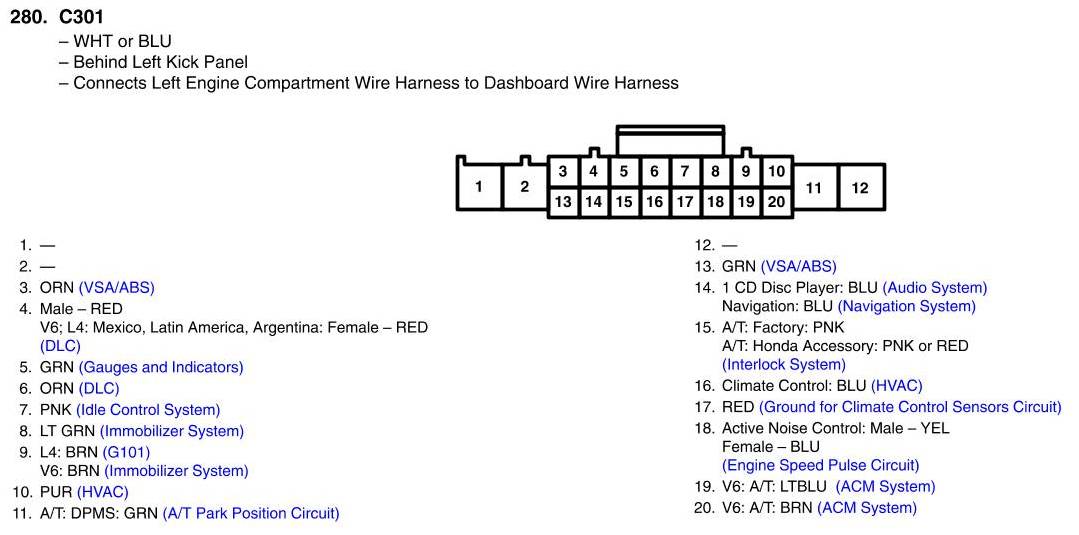 280. C301
– WHT or BLU
– Behind Left Kick Panel
– Connects Left Engine Compartment Wire Harness to Dashboard Wire Harness
1 2 3 4 5 6 7 8 9 10 11 12
13 14 15 16 17 18 19 20
1. —
2. —
3. ORN (VSA/ABS)
4. Male – RED
V6; L4: Mexico, Latin America, Argentina: Female – RED
(DLC)
5. GRN (Gauges and Indicators)
6. ORN (DLC)
7. PNK (Idle Control System)
8. LT GRN (Immobilizer System)
9. L4: BRN (G101)
V6: BRN (Immobilizer System)
10. PUR (HVAC)
11. A/T: DPMS: GRN (A/T Park Position Circuit)
12. —
13. GRN (VSA/ABS)
14. 1 CD Disc Player: BLU (Audio System)
Navigation: BLU (Navigation System)
15. A/T: Factory: PNK
A/T: Honda Accessory: PNK or RED
(Interlock System)
16. Climate Control: BLU (HVAC)
17. RED (Ground for Climate Control Sensors Circuit)
18. Active Noise Control: Male – YEL
Female – BLU
(Engine Speed Pulse Circuit)
19. V6: A/T: LTBLU (ACM System)
20. V6: A/T: BRN (ACM System)